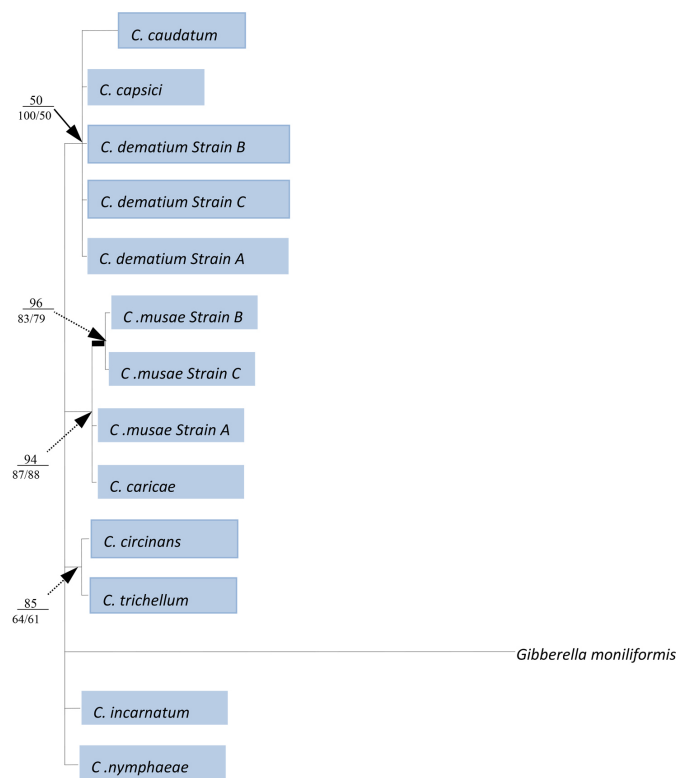 C. caudatum
C. capsici
50
100/50
C. dematium Strain B
C. dematium Strain C
C. dematium Strain A
96
83/79
C .musae Strain B
C .musae Strain C
C .musae Strain A
94
87/88
C. caricae
C. circinans
C. trichellum
85
64/61
Gibberella moniliformis
C. incarnatum
C .nymphaeae